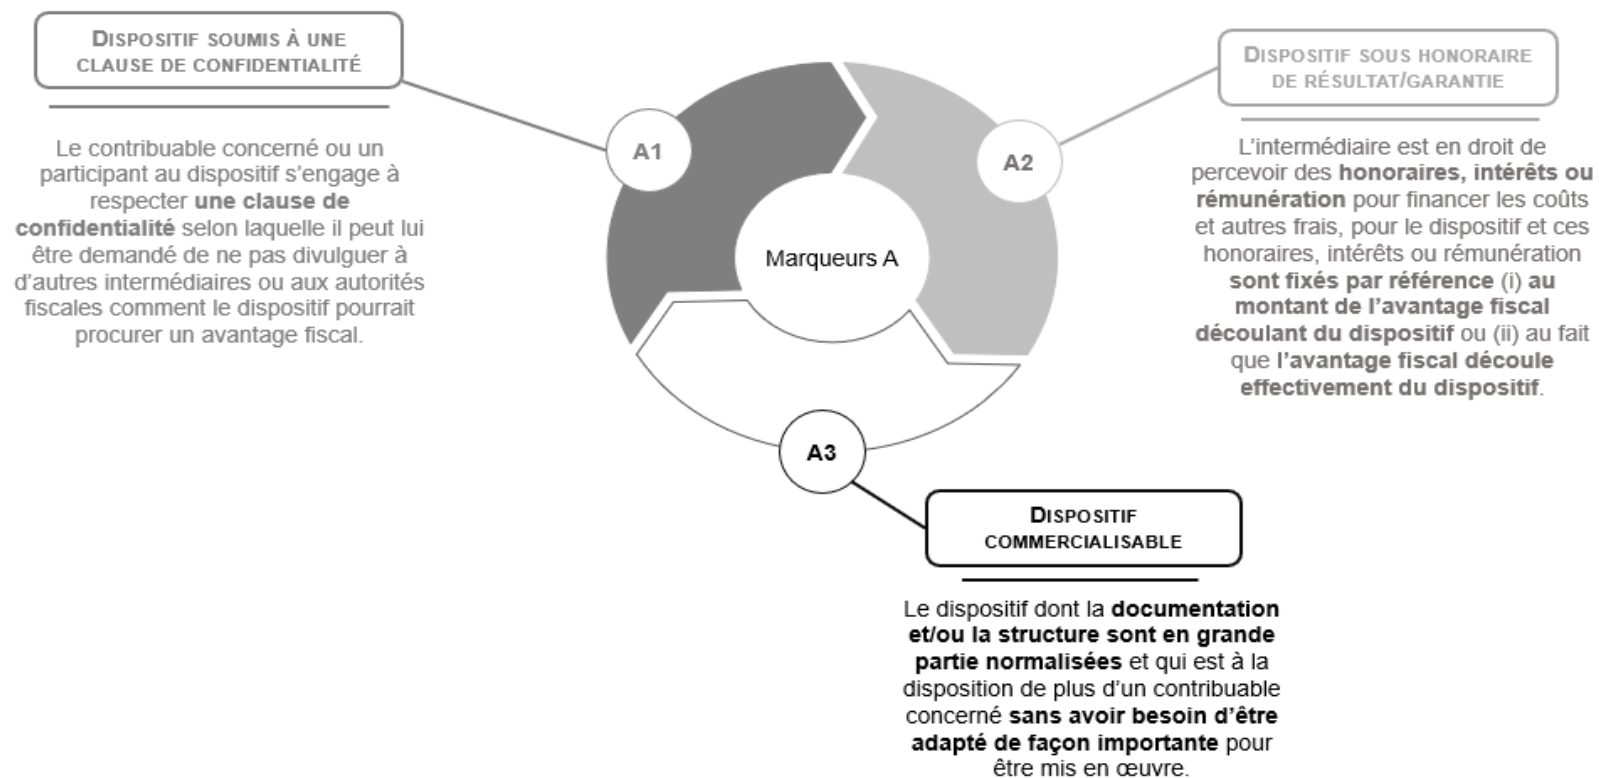 DISPOSITIF SOUMIS À UNE
CLAUSE DE CONFIDENTIALITÉ
Le contribuable concerné ou un
participant au dispositif s’engage à
respecter une clause de
confidentialité selon laquelle il peut lui
être demandé de ne pas divulguer à
d’autres intermédiaires ou aux autorités
fiscales comment le dispositif pourrait
procurer un avantage fiscal.
A1
A2
Marqueurs A
A3
DISPOSITIF SOUS HONORAIRE
DE RÉSULTAT/GARANTIE
L’intermédiaire est en droit de
percevoir des honoraires, intérêts ou
rémunération pour financer les coûts
et autres frais, pour le dispositif et ces
honoraires, intérêts ou rémunération
sont fixés par référence (i) au
montant de l’avantage fiscal
découlant du dispositif ou (ii) au fait
que l’avantage fiscal découle
effectivement du dispositif.
DISPOSITIF
COMMERCIALISABLE
Le dispositif dont la documentation
et/ou la structure sont en grande
partie normalisées et qui est à la
disposition de plus d’un contribuable
concerné sans avoir besoin d’être
adapté de façon importante pour
être mis en œuvre.